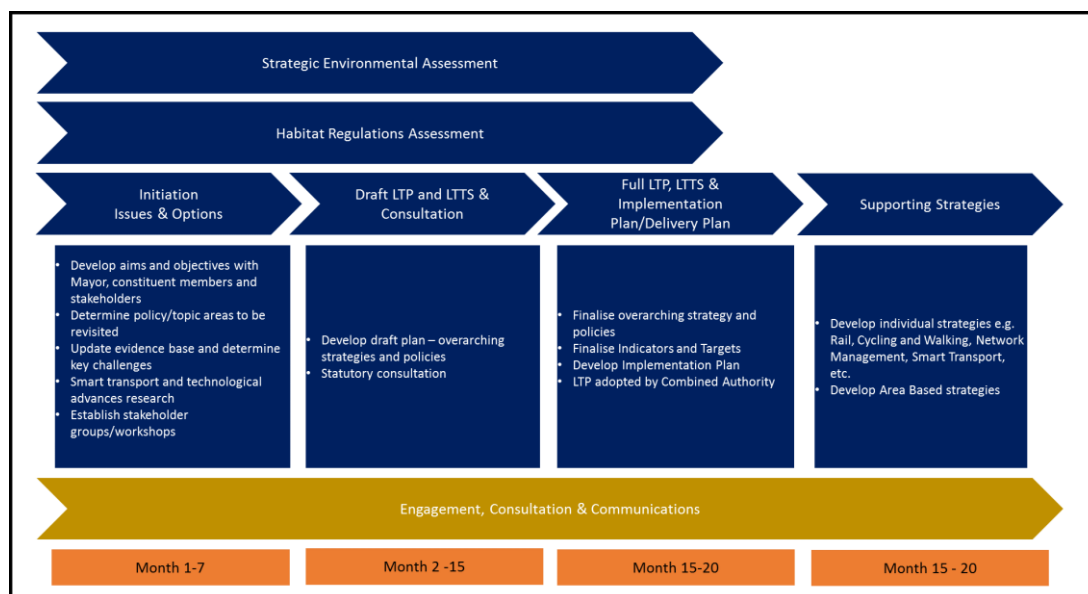 Strategic Environmental Assessment
Habitat Regulations Assessment
Initiation
Issues & Options
Draft LTP and LTTS &
Consultation
Full LTP, LTTS &
Implementation
Plan/Delivery Plan
Supporting Strategies
• Develop aims and objectives with
Mayor, constituent members and
stakeholders
• Determine policy/topic areas to be
revisited
• Update evidence base and determine
key challenges
• Smart transport and technological
advances research
• Establish stakeholder
groups/workshops
• Develop draft plan – overarching
strategies and policies
• Statutory consultation
• Finalise overarching strategy and
policies
• Finalise Indicators and Targets
• Develop Implementation Plan
• LTP adopted by Combined Authority
• Develop individual strategies e.g.
Rail, Cycling and Walking, Network
Management, Smart Transport,
etc.
• Develop Area Based strategies
Engagement, Consultation & Communications
Month 1-7
Month 2 -15
Month 15-20
Month 15 - 20